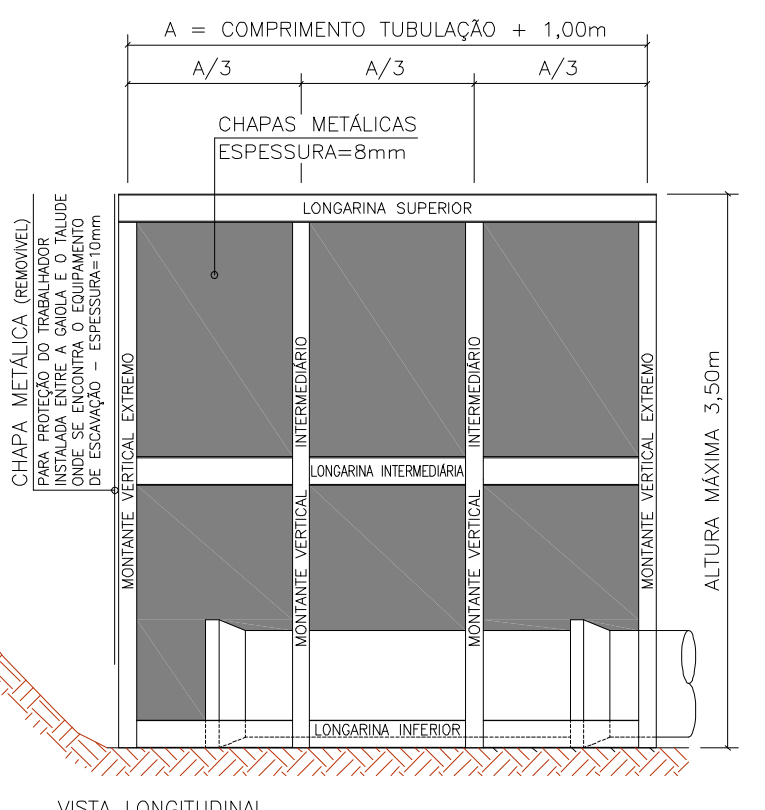 A = COMPRIMENTO TUBULAÇÃO + 1,00m
A/3
A/3
A/3
CHAPAS METÁLICAS
ESPESSURA=8mm
LONGARINA SUPERIOR
CHAPA METÁLICA (REMOVÍVEL)
PARA PROTEÇÃO DO TRABALHADOR
INSTALADA ENTRE A GAIOLA E O TALUDE
ONDE SE ENCONTRA O EQUIPAMENTO
DE ESCAVAÇÃO - ESPESSURA=10mm
MONTANTE VERTICAL EXTREMO
MONTANTE VERTICAL INTERMEDIÁRIO
MONTANTE VERTICAL INTERMEDIÁRIO
MONTANTE VERTICAL EXTREMO
ALTURA MÁXIMA 3,50m
LONGARINA INTERMEDIÁRIA
LONGARINA INFERIOR
VISTA LONGITUDINAL